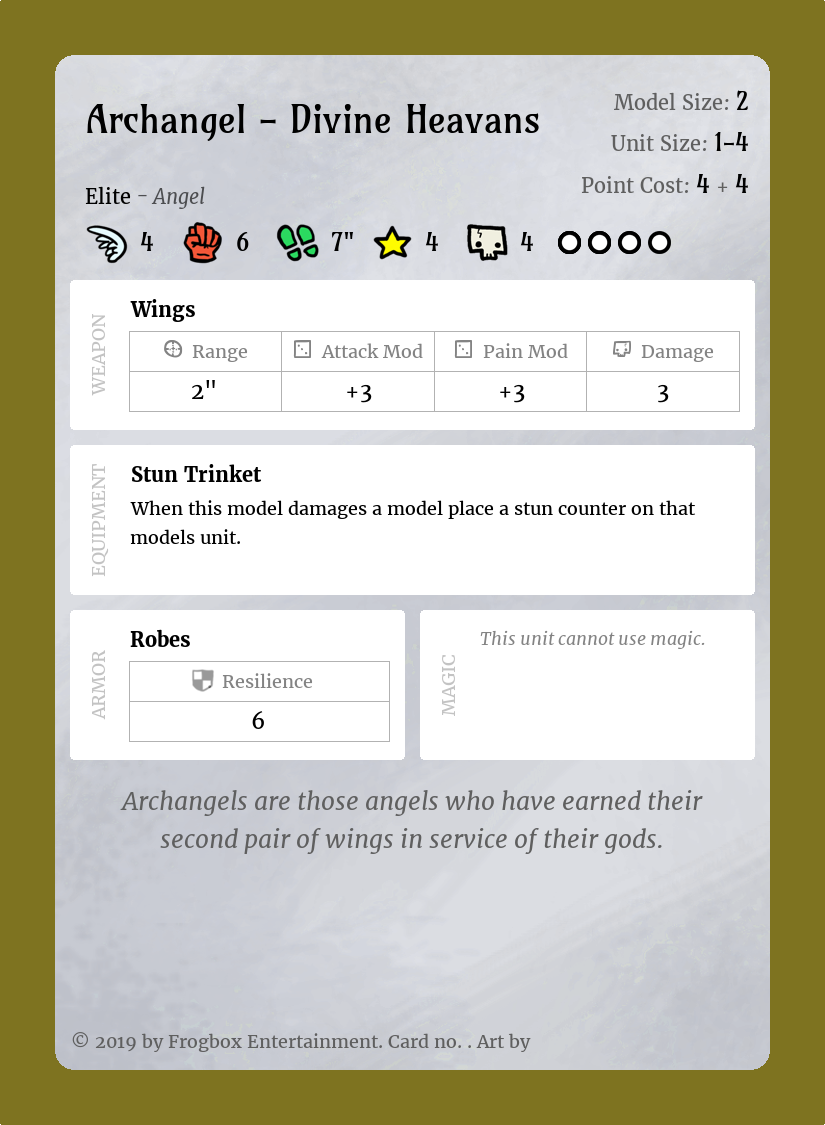 Archangel – Divine Heavans
Model Size: 2
Unit Size: 1–4
Point Cost: 4 + 4
Elite – Angel
4 6 7" 4 4
WEAPON
Wings
Range Attack Mod Pain Mod Damage
2" +3 +3 3
EQUIPMENT
Stun Trinket
When this model damages a model place a stun counter on that
models unit.
ARMOR
Robes
Resilience
6
MAGIC
This unit cannot use magic.
Archangels are those angels who have earned their
second pair of wings in service of their gods.
© 2019 by Frogbox Entertainment. Card no. . Art by